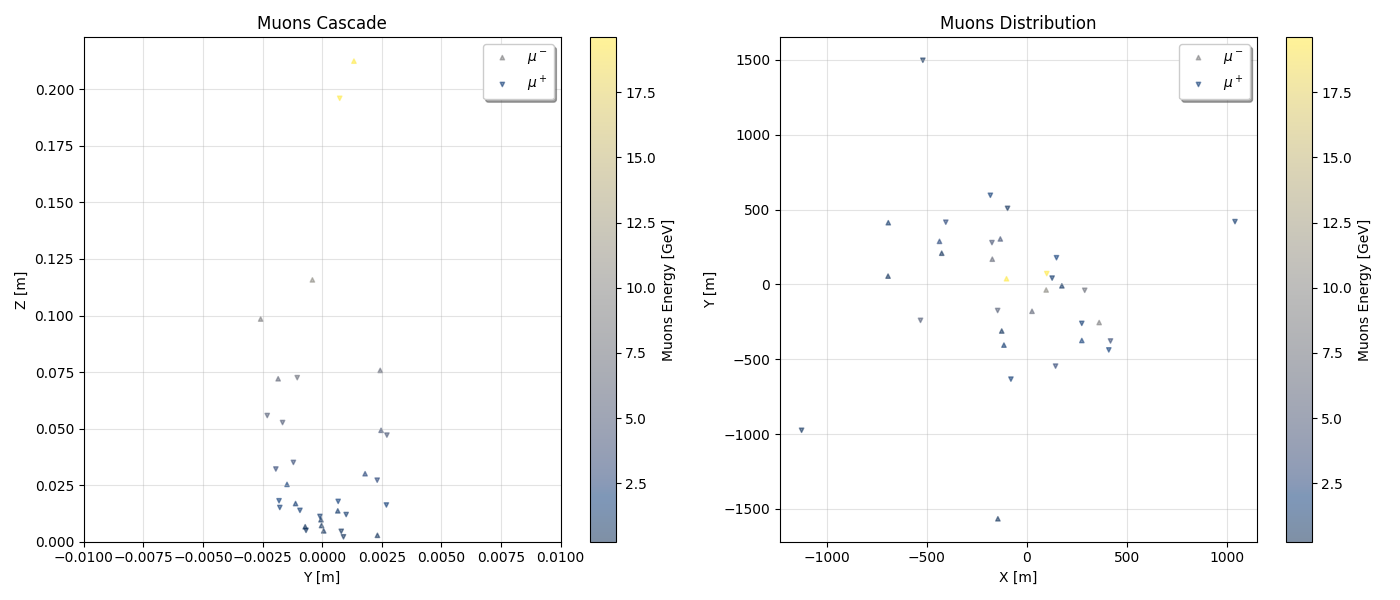 Muons Cascade
μ⁻
μ⁺
0.200
0.175
0.150
0.125
0.100
0.075
0.050
0.025
0.000
Z [m]
−0.0100 −0.0075 −0.0050 −0.0025 0.0000 0.0025 0.0050 0.0075 0.0100
Y [m]
17.5
15.0
12.5
10.0
7.5
5.0
2.5
Muons Energy [GeV]
Muons Distribution
μ⁻
μ⁺
1500
1000
500
0
−500
−1000
−1500
Y [m]
−1000 −500 0 500 1000
X [m]
17.5
15.0
12.5
10.0
7.5
5.0
2.5
Muons Energy [GeV]